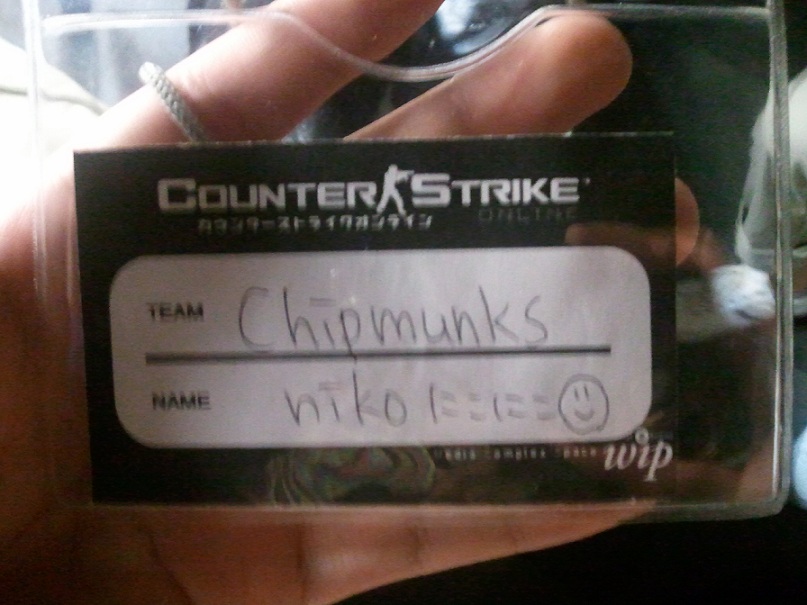 COUNTER STRIKE
ONLINE
カウンターストライクオンライン
TEAM Chipmunks
NAME niko
wip